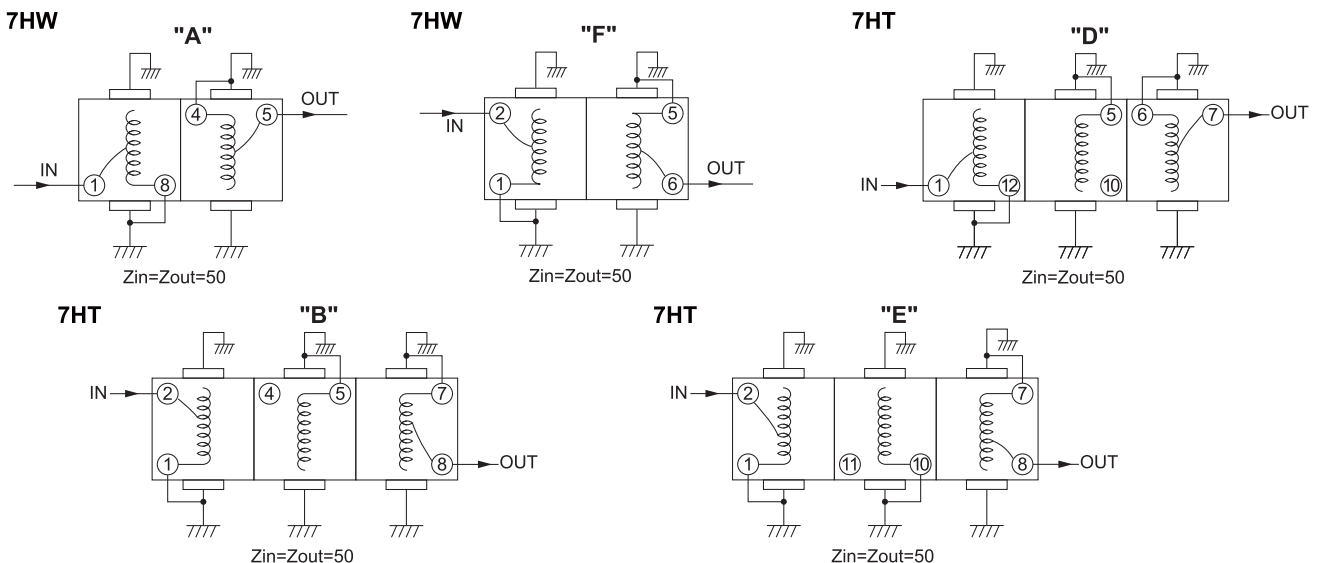 7HW
"A"
4
5
OUT
IN
1
8
Zin=Zout=50
7HW
"F"
2
IN
5
1
6
OUT
Zin=Zout=50
7HT
"D"
5
6
7
OUT
IN
1
12
10
Zin=Zout=50
7HT
"B"
IN
2
4
5
7
1
8
OUT
Zin=Zout=50
7HT
"E"
IN
2
7
1
11
10
8
OUT
Zin=Zout=50